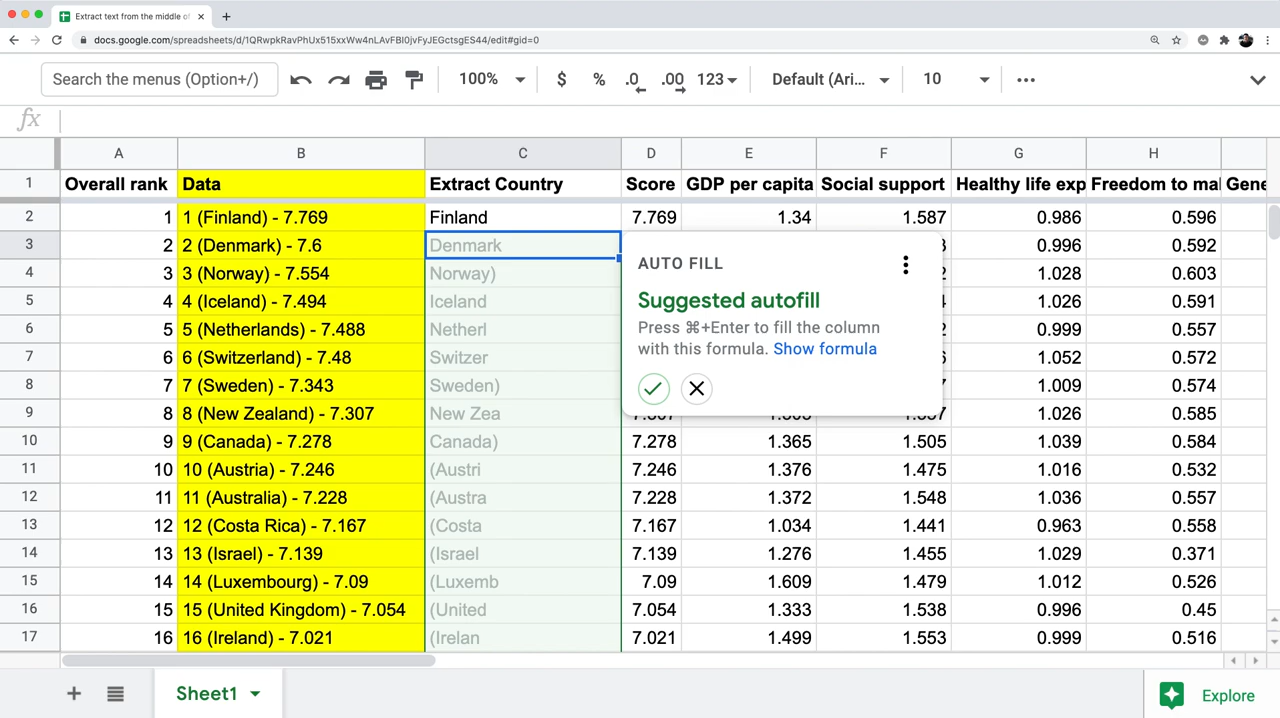 Extract text from the middle of
docs.google.com/spreadsheets/d/1QRwpkRavPhUx515xxWw4nLAvFBI0jvFyJEGctsgES44/edit#gid=0
Search the menus (Option+/) 100% $ % .0 .00 123 Default (Ari... 10
fx
A B C D E F G H
1 Overall rank Data Extract Country Score GDP per capita Social support Healthy life exp Freedom to mal Gene
2 1 1 (Finland) - 7.769 Finland 7.769 1.34 1.587 0.986 0.596
3 2 2 (Denmark) - 7.6 Denmark 0.996 0.592
4 3 3 (Norway) - 7.554 Norway) 1.028 0.603
5 4 4 (Iceland) - 7.494 Iceland 1.026 0.591
6 5 5 (Netherlands) - 7.488 Netherl 0.999 0.557
7 6 6 (Switzerland) - 7.48 Switzer 1.052 0.572
8 7 7 (Sweden) - 7.343 Sweden) 1.009 0.574
9 8 8 (New Zealand) - 7.307 New Zea 1.026 0.585
10 9 9 (Canada) - 7.278 Canada) 7.278 1.365 1.505 1.039 0.584
11 10 10 (Austria) - 7.246 (Austri 7.246 1.376 1.475 1.016 0.532
12 11 11 (Australia) - 7.228 (Austra 7.228 1.372 1.548 1.036 0.557
13 12 12 (Costa Rica) - 7.167 (Costa 7.167 1.034 1.441 0.963 0.558
14 13 13 (Israel) - 7.139 (Israel 7.139 1.276 1.455 1.029 0.371
15 14 14 (Luxembourg) - 7.09 (Luxemb 7.09 1.609 1.479 1.012 0.526
16 15 15 (United Kingdom) - 7.054 (United 7.054 1.333 1.538 0.996 0.45
17 16 16 (Ireland) - 7.021 (Irelan 7.021 1.499 1.553 0.999 0.516
AUTO FILL
Suggested autofill
Press ⌘+Enter to fill the column
with this formula. Show formula
Sheet1
Explore